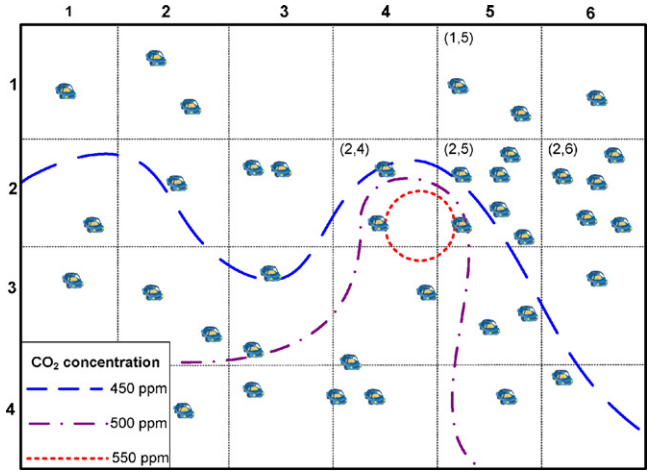 1 2 3 4 5 6
1
(1,5)
2
(2,4) (2,5) (2,6)
3
4
CO₂ concentration
450 ppm
500 ppm
550 ppm